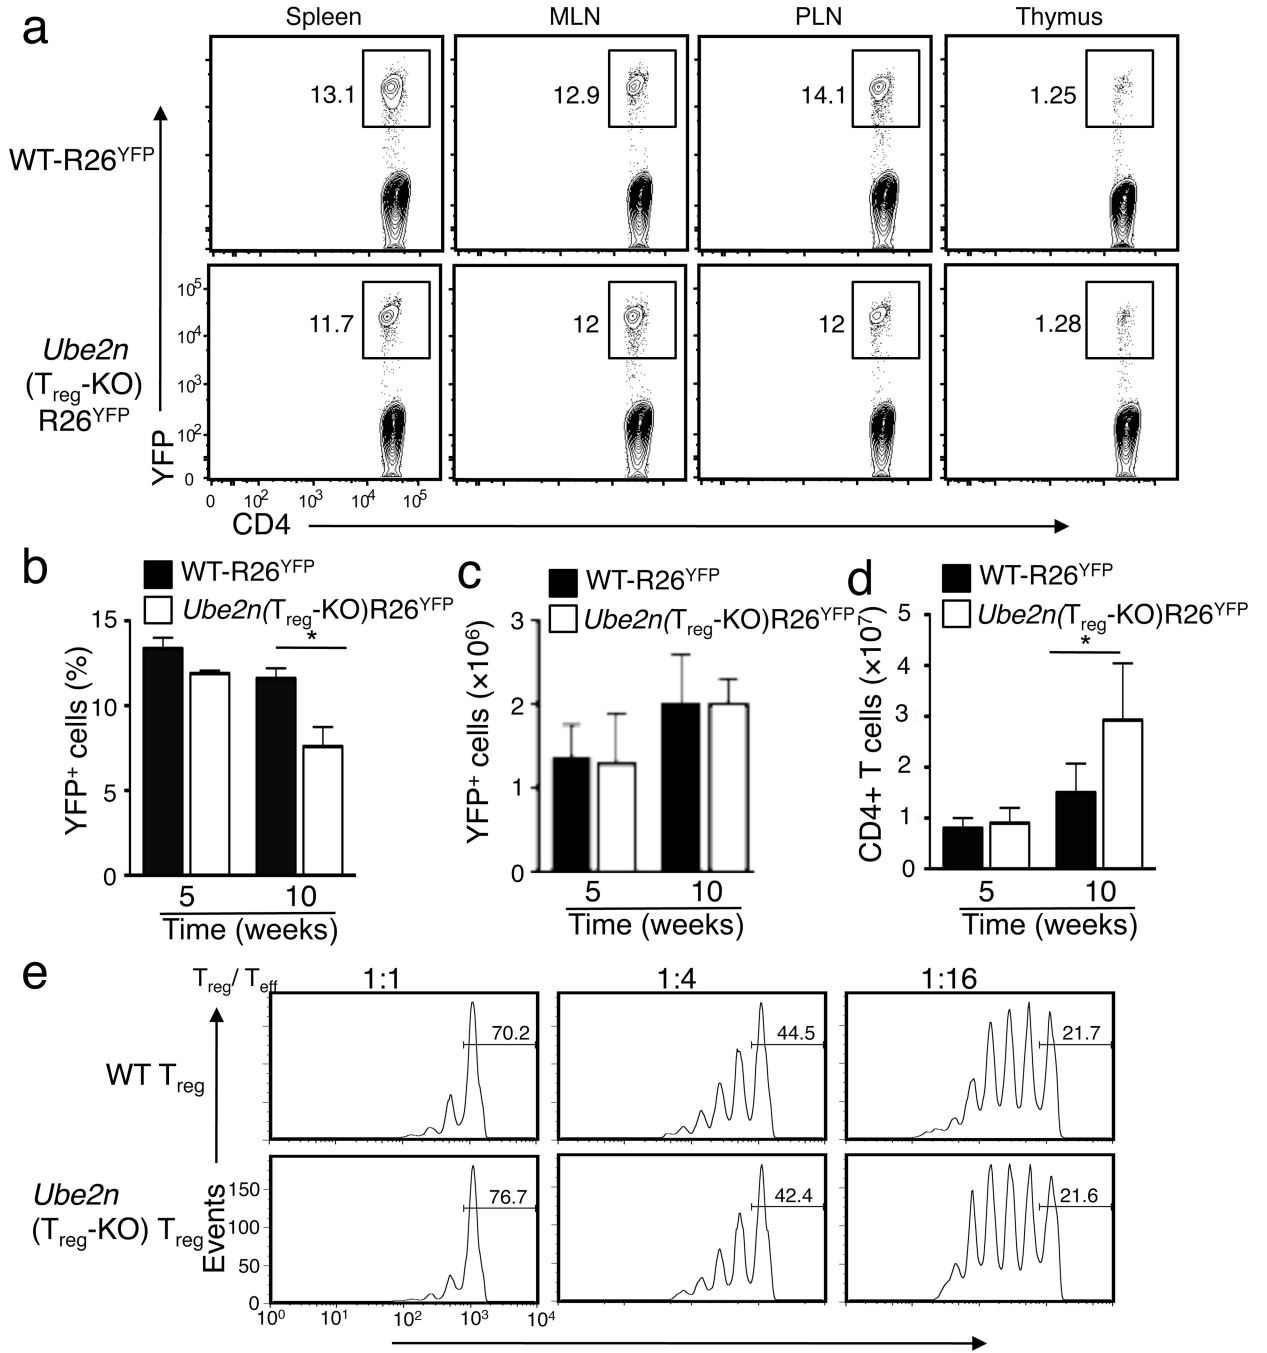 a
Spleen MLN PLN Thymus
13.1 12.9 14.1 1.25
WT-R26YFP
11.7 12 12 1.28
Ube2n
(Treg-KO)
R26YFP
YFP
10⁵
10⁴
10³
10²
0
0 10² 10³ 10⁴ 10⁵
CD4
b
WT-R26YFP
Ube2n(Treg-KO)R26YFP
*
15
10
5
0
YFP⁺ cells (%)
5 10
Time (weeks)
c
WT-R26YFP
Ube2n(Treg-KO)R26YFP
3
2
1
0
YFP⁺ cells (×10⁶)
5 10
Time (weeks)
d
WT-R26YFP
Ube2n(Treg-KO)R26YFP
*
5
4
3
2
1
0
CD4+ T cells (×10⁷)
5 10
Time (weeks)
e
Treg/ Teff 1:1 1:4 1:16
70.2 44.5 21.7
WT Treg
76.7 42.4 21.6
Ube2n
(Treg-KO) Treg
Events
150
100
50
0
10⁰ 10¹ 10² 10³ 10⁴